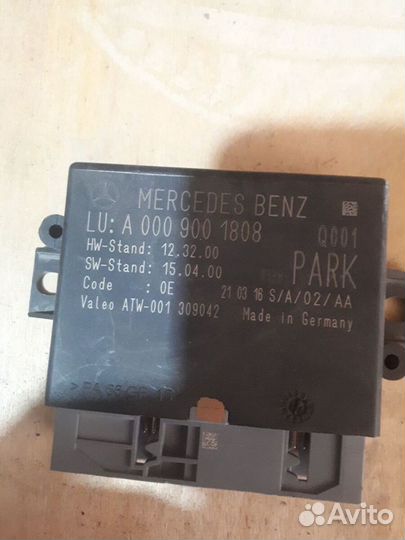 MERCEDES BENZ
LU: A 000 900 1808 Q001
HW-Stand: 12.32.00
SW-Stand: 15.04.00 PARK
Code : 0E 21 03 16 S/A/02/AA
Valeo ATW-001 309042 Made in Germany
Avito